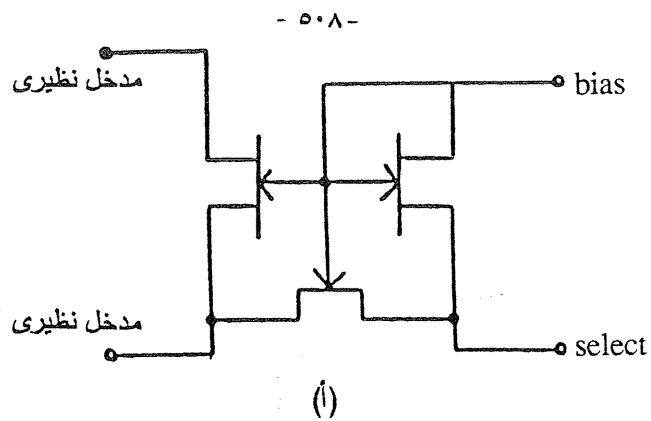 - ٥٠٨ -
مدخل نظيرى
bias
مدخل نظيرى
select
(أ)